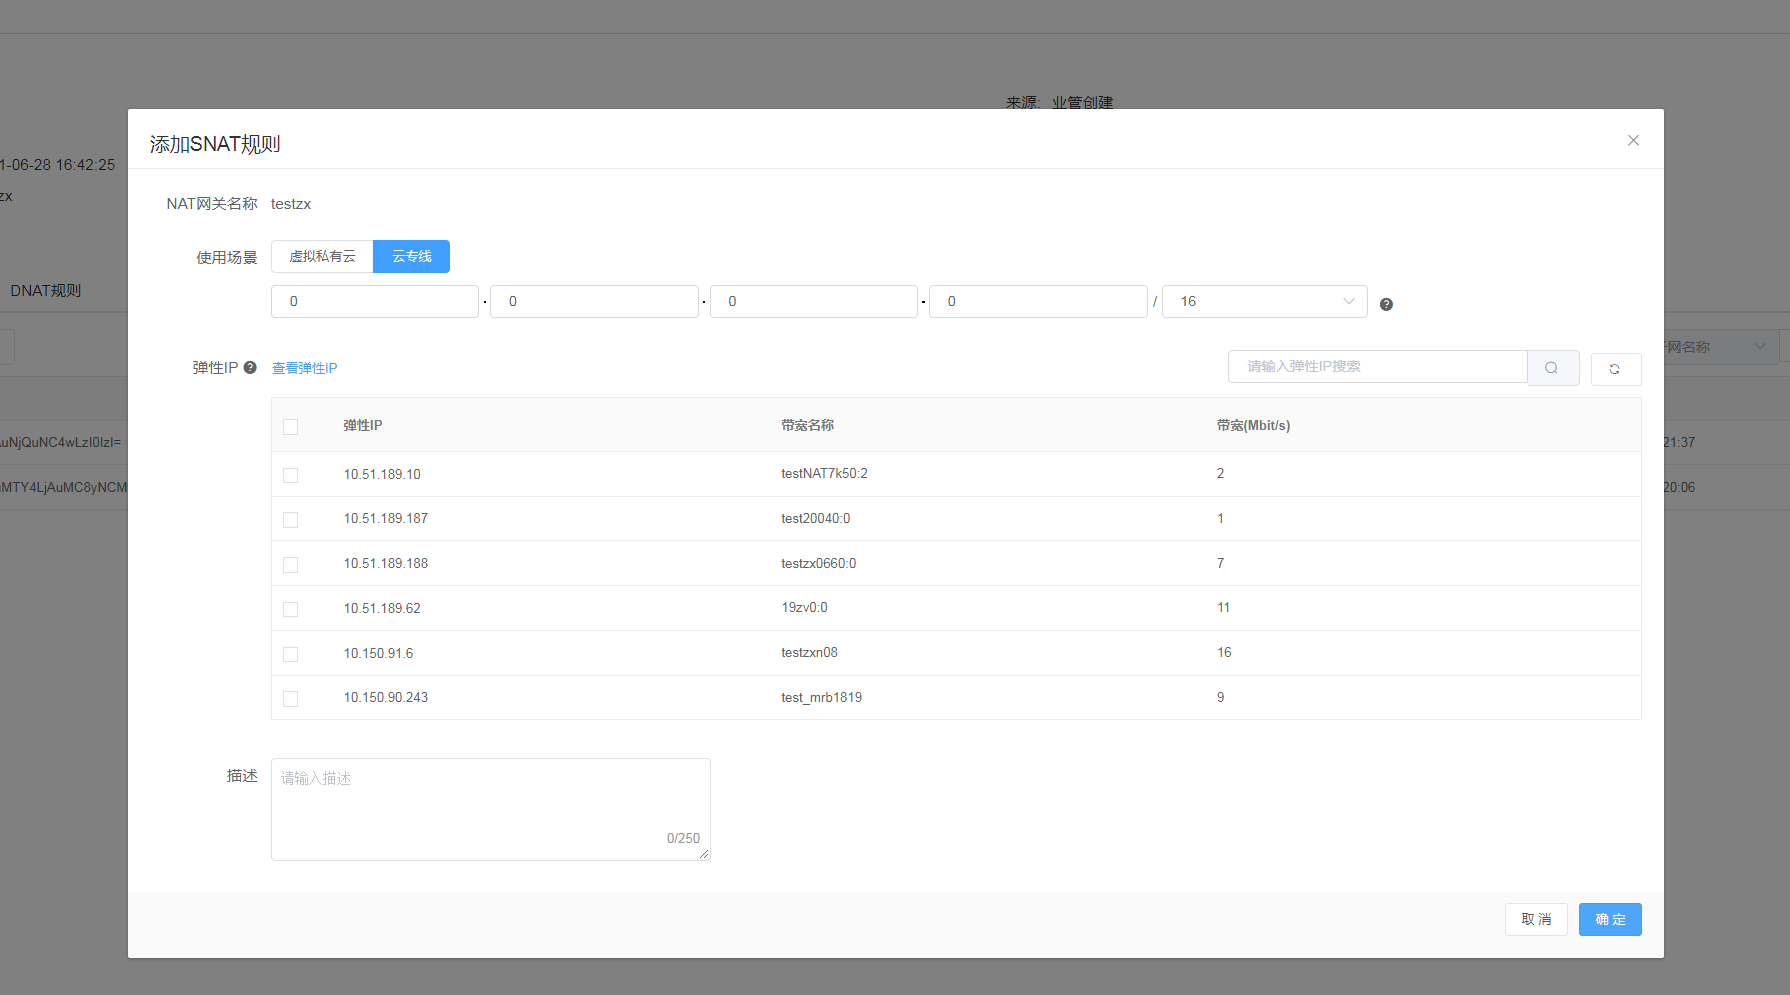 来源: 业管创建
添加SNAT规则
1-06-28 16:42:25
zx
NAT网关名称 testzx
使用场景 虚拟私有云 云专线
DNAT规则
0 . 0 . 0 . 0 / 16
网名称
弹性IP 查看弹性IP 请输入弹性IP搜索
弹性IP 带宽名称 带宽(Mbit/s)
uNjQuNC4wLzI0IzI= 21:37
10.51.189.10 testNAT7k50:2 2
MTY4LjAuMC8yNCM 20:06
10.51.189.187 test20040:0 1
10.51.189.188 testzx0660:0 7
10.51.189.62 19zv0:0 11
10.150.91.6 testzxn08 16
10.150.90.243 test_mrb1819 9
描述 请输入描述
0/250
取 消 确 定